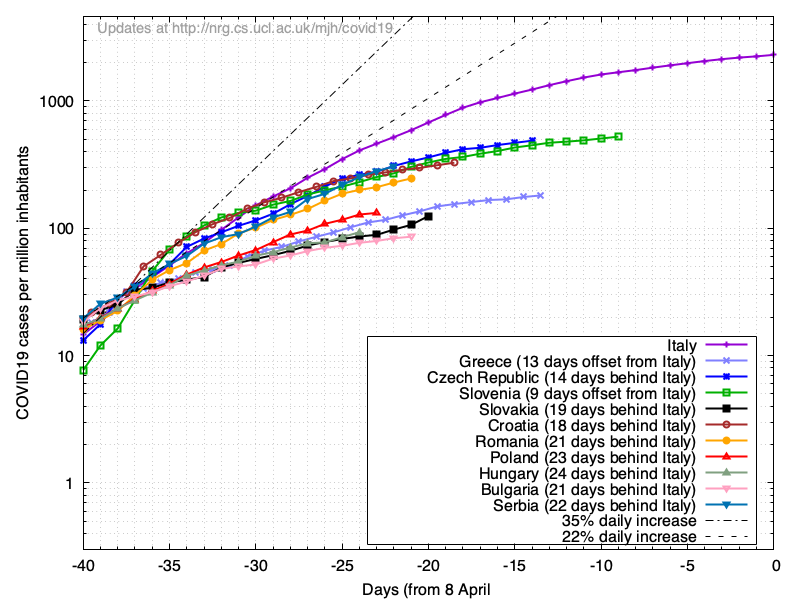 Updates at http://nrg.cs.ucl.ac.uk/mjh/covid19
COVID19 cases per million inhabitants
1000
100
10
1
Italy
Greece (13 days offset from Italy)
Czech Republic (14 days behind Italy)
Slovenia (9 days offset from Italy)
Slovakia (19 days behind Italy)
Croatia (18 days behind Italy)
Romania (21 days behind Italy)
Poland (23 days behind Italy)
Hungary (24 days behind Italy)
Bulgaria (21 days behind Italy)
Serbia (22 days behind Italy)
35% daily increase
22% daily increase
-40 -35 -30 -25 -20 -15 -10 -5 0
Days (from 8 April